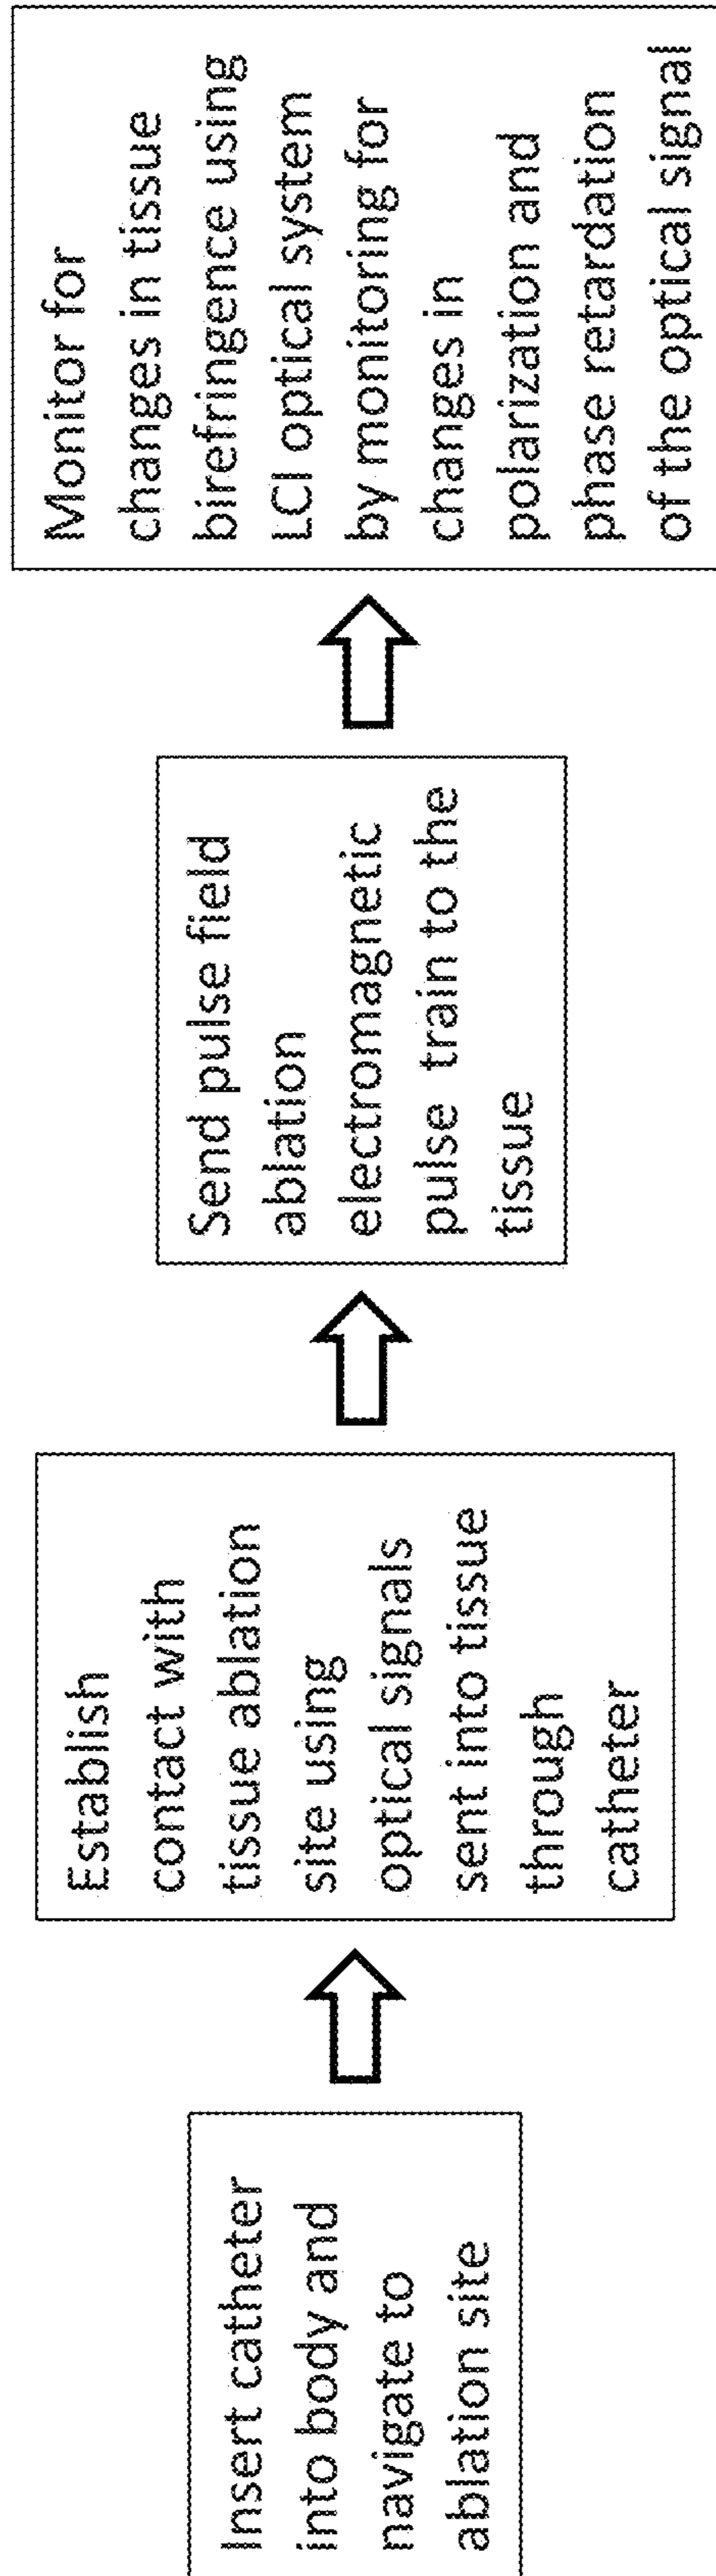 Insert catheter
into body and
navigate to
ablation site
Establish
contact with
tissue ablation
site using
optical signals
sent into tissue
through
catheter
Send pulse field
ablation
electromagnetic
pulse train to the
tissue
Monitor for
changes in tissue
birefringence using
LCI optical system
by monitoring for
changes in
polarization and
phase retardation
of the optical signal